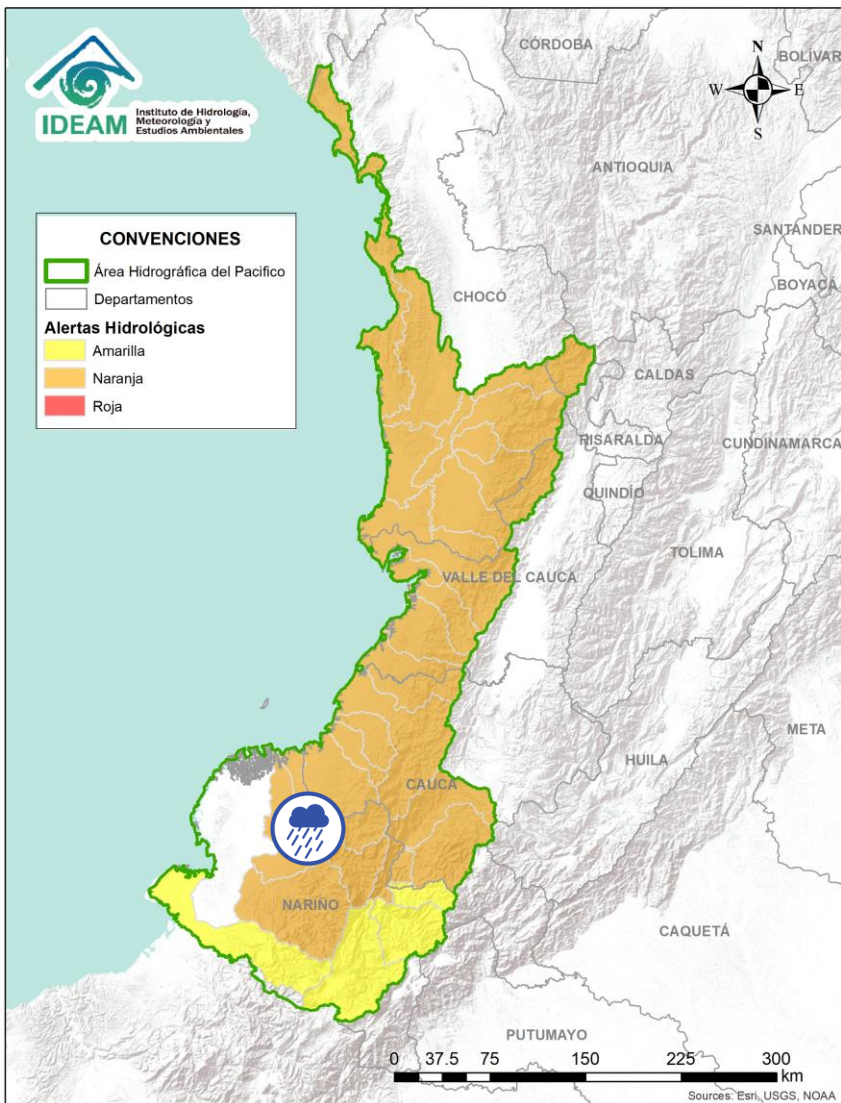 IDEAM
Instituto de Hidrología,
Meteorología y
Estudios Ambientales
CÓRDOBA
BOLÍVAR
N
W
E
S
ANTIOQUIA
SANTANDER
BOYACÁ
CONVENCIONES
Área Hidrográfica del Pacifico
Departamentos
Alertas Hidrológicas
Amarilla
Naranja
Roja
CHOCÓ
CALDAS
RISARALDA
CUNDINAMARCA
QUINDÍO
TOLIMA
VALLE DEL CAUCA
META
HUILA
CAUCA
NARIÑO
CAQUETÁ
PUTUMAYO
0 37.5 75 150 225 300
km
Sources: Esri, USGS, NOAA